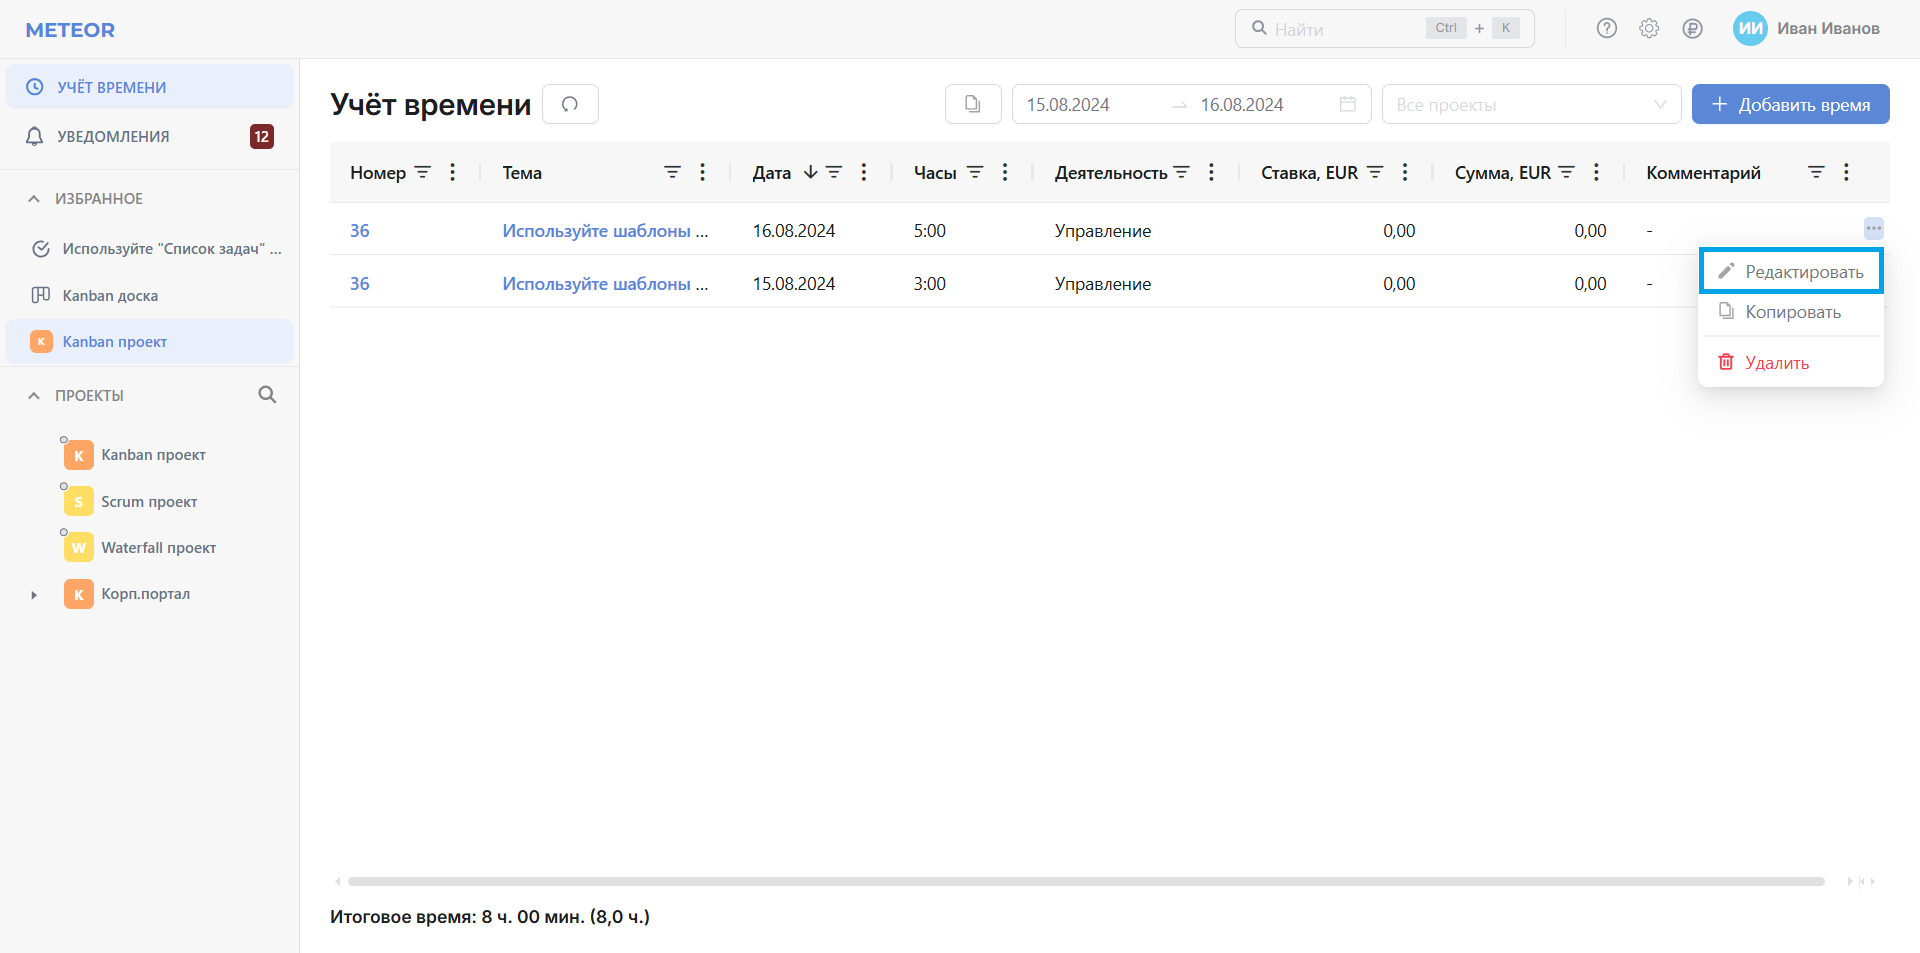 METEOR
Найти Ctrl + K
ИИ Иван Иванов
УЧЁТ ВРЕМЕНИ
УВЕДОМЛЕНИЯ 12
ИЗБРАННОЕ
Используйте "Список задач" ...
Kanban доска
К Kanban проект
ПРОЕКТЫ
К Kanban проект
S Scrum проект
W Waterfall проект
К Корп.портал
Учёт времени
15.08.2024 16.08.2024 Все проекты + Добавить время
Номер Тема Дата Часы Деятельность Ставка, EUR Сумма, EUR Комментарий
36 Используйте шаблоны ... 16.08.2024 5:00 Управление 0,00 0,00 -
36 Используйте шаблоны ... 15.08.2024 3:00 Управление 0,00 0,00 -
Редактировать
Копировать
Удалить
Итоговое время: 8 ч. 00 мин. (8,0 ч.)